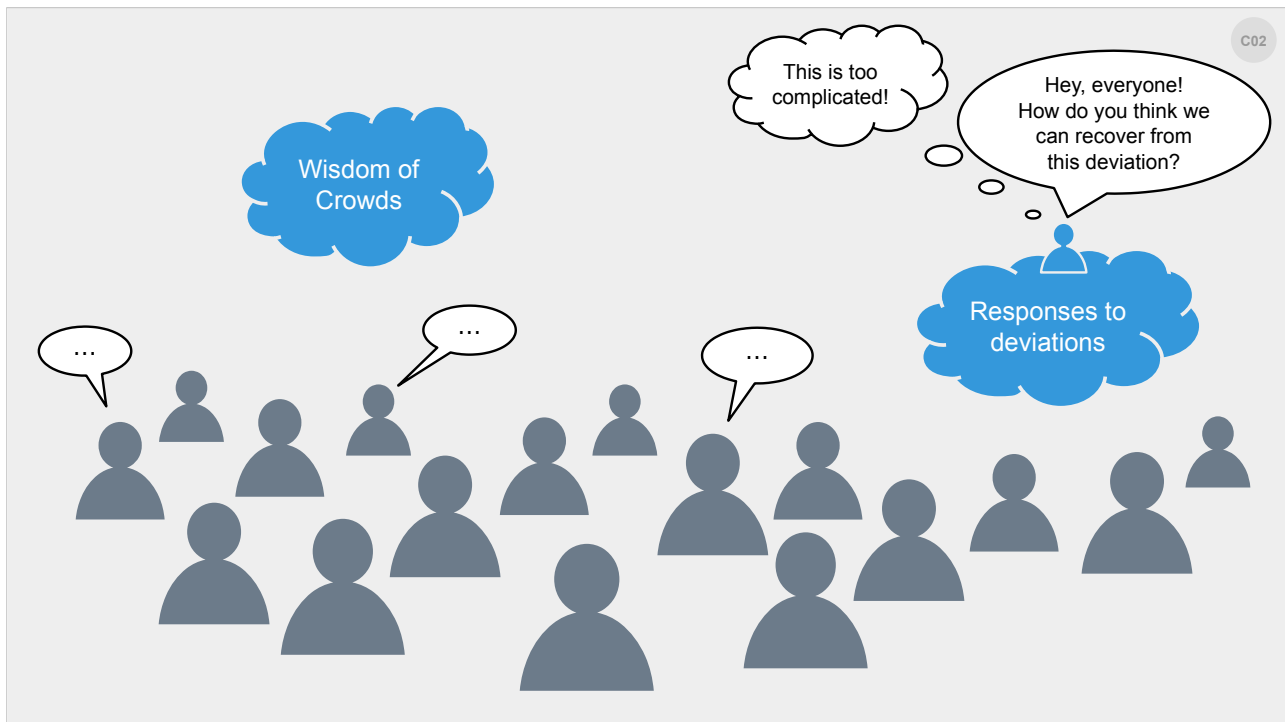 C02
This is too
complicated!
Hey, everyone!
How do you think we
can recover from
this deviation?
Wisdom of
Crowds
Responses to
deviations
...
...
...